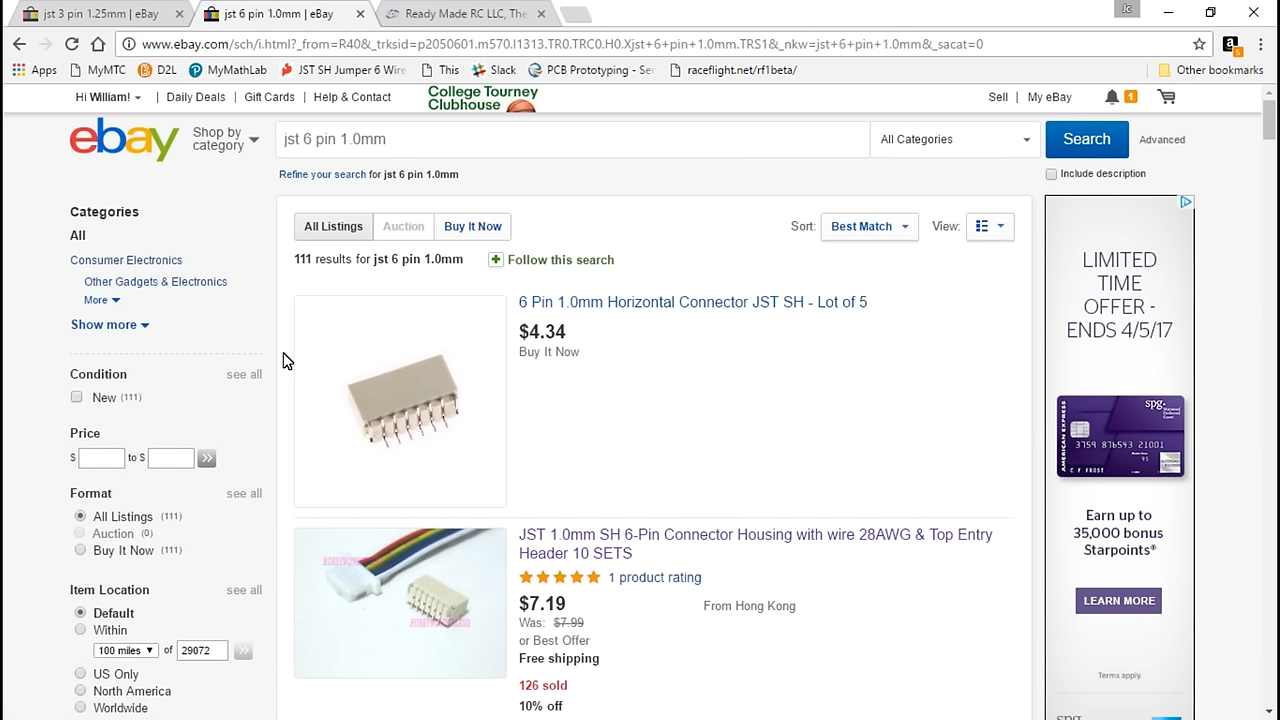 jst 3 pin 1.25mm | eBay
jst 6 pin 1.0mm | eBay
Ready Made RC LLC, The
Jc
www.ebay.com/sch/i.html?_from=R40&_trksid=p2050601.m570.l1313.TR0.TRC0.H0.Xjst+6+pin+1.0mm.TRS1&_nkw=jst+6+pin+1.0mm&_sacat=0
Apps
MyMTC
D2L
MyMathLab
JST SH Jumper 6 Wire
This
Slack
PCB Prototyping - Se
raceflight.net/rf1beta/
Other bookmarks
Hi William!
Daily Deals
Gift Cards
Help & Contact
College Tourney
Clubhouse
Sell
My eBay
1
ebay
Shop by
category
jst 6 pin 1.0mm
All Categories
Search
Advanced
Refine your search for jst 6 pin 1.0mm
Include description
Categories
All
Consumer Electronics
Other Gadgets & Electronics
More
Show more
Condition
see all
New (111)
Price
$
to $
Format
see all
All Listings (111)
Auction (0)
Buy It Now (111)
Item Location
see all
Default
Within
100 miles
of
29072
US Only
North America
Worldwide
All Listings
Auction
Buy It Now
Sort:
Best Match
View:
111 results for jst 6 pin 1.0mm
Follow this search
6 Pin 1.0mm Horizontal Connector JST SH - Lot of 5
$4.34
Buy It Now
JST 1.0mm SH 6-Pin Connector Housing with wire 28AWG & Top Entry
Header 10 SETS
1 product rating
$7.19
From Hong Kong
Was: $7.99
or Best Offer
Free shipping
126 sold
10% off
LIMITED
TIME
OFFER -
ENDS 4/5/17
spg.
AMERICAN EXPRESS
3759 876543 21001
95
C F FROST
Earn up to
35,000 bonus
Starpoints®
LEARN MORE
Terms apply.
spg